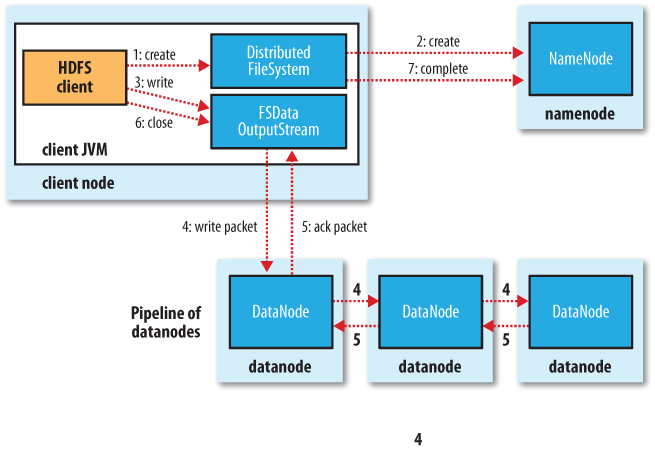 HDFS
client
1: create
3: write
6: close
Distributed
FileSystem
FSData
OutputStream
2: create
7: complete
NameNode
namenode
client JVM
client node
4: write packet
5: ack packet
Pipeline of
datanodes
DataNode
4
5
DataNode
4
5
DataNode
datanode
datanode
datanode
4